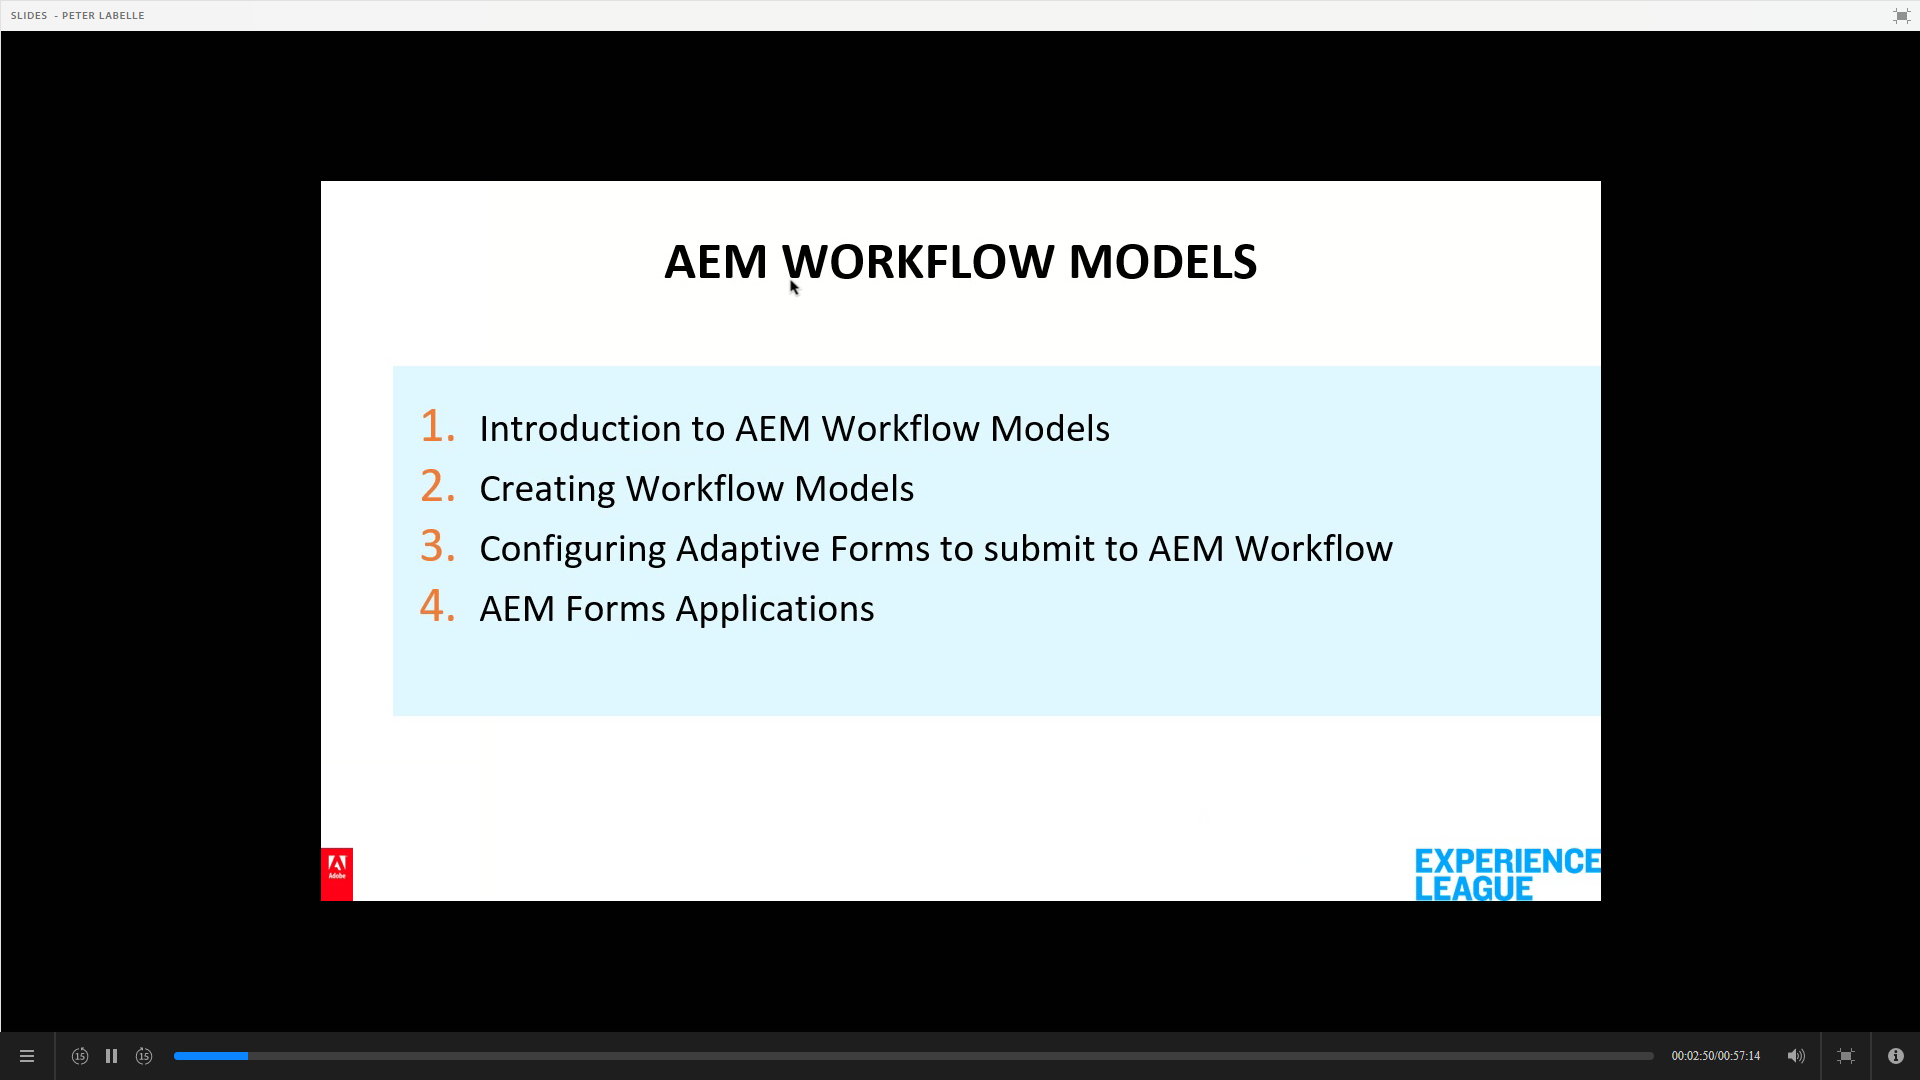 SLIDES - PETER LABELLE
AEM WORKFLOW MODELS
1. Introduction to AEM Workflow Models
2. Creating Workflow Models
3. Configuring Adaptive Forms to submit to AEM Workflow
4. AEM Forms Applications
Adobe
EXPERIENCE
LEAGUE
15
15
00:02:50/00:57:14